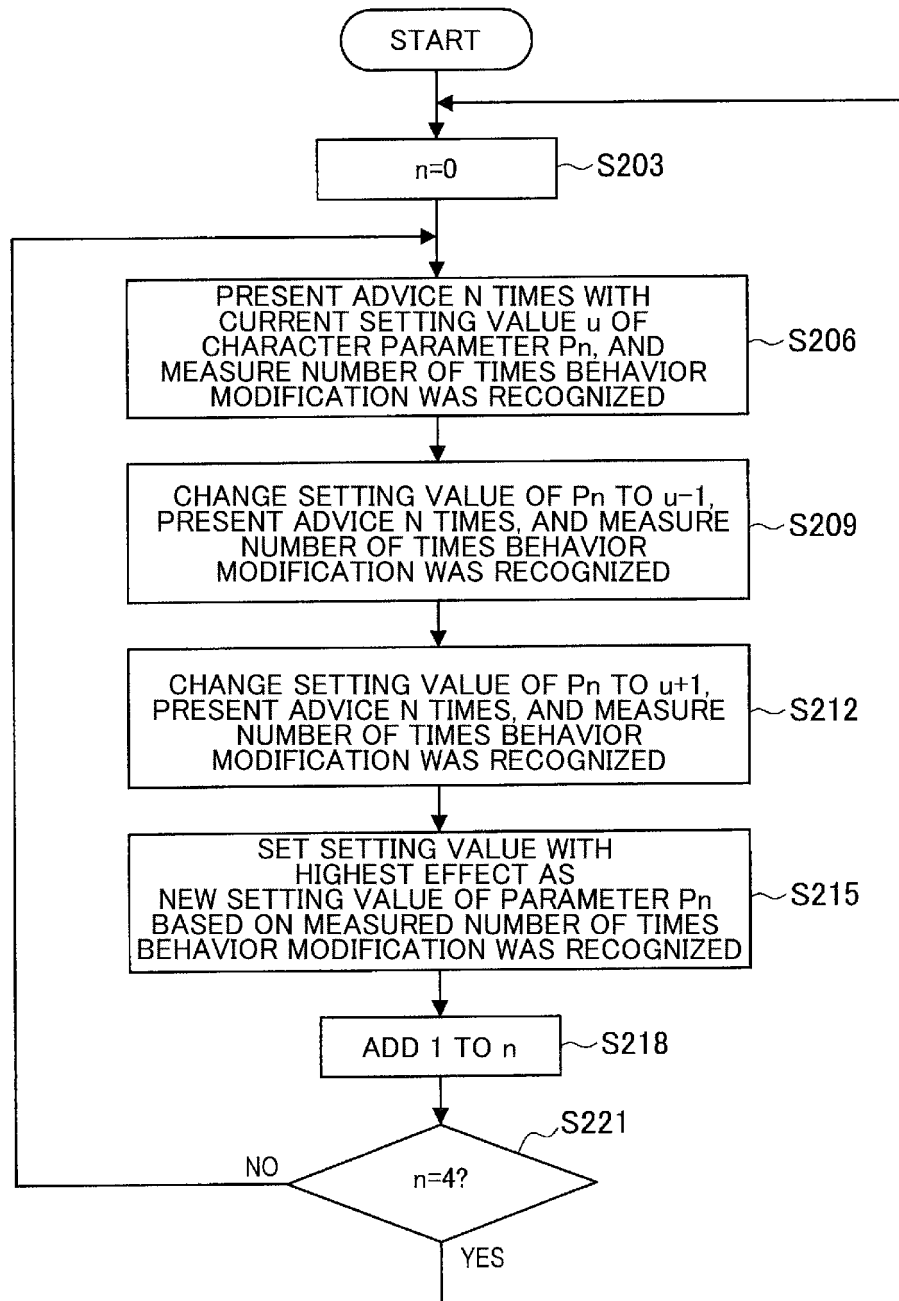 START
n=0
S203
PRESENT ADVICE N TIMES WITH
CURRENT SETTING VALUE u OF
CHARACTER PARAMETER Pn, AND
MEASURE NUMBER OF TIMES BEHAVIOR
MODIFICATION WAS RECOGNIZED
S206
CHANGE SETTING VALUE OF Pn TO u-1,
PRESENT ADVICE N TIMES, AND MEASURE
NUMBER OF TIMES BEHAVIOR
MODIFICATION WAS RECOGNIZED
S209
CHANGE SETTING VALUE OF Pn TO u+1,
PRESENT ADVICE N TIMES, AND MEASURE
NUMBER OF TIMES BEHAVIOR
MODIFICATION WAS RECOGNIZED
S212
SET SETTING VALUE WITH
HIGHEST EFFECT AS
NEW SETTING VALUE OF PARAMETER Pn
BASED ON MEASURED NUMBER OF TIMES
BEHAVIOR MODIFICATION WAS RECOGNIZED
S215
ADD 1 TO n
S218
S221
n=4?
NO
YES